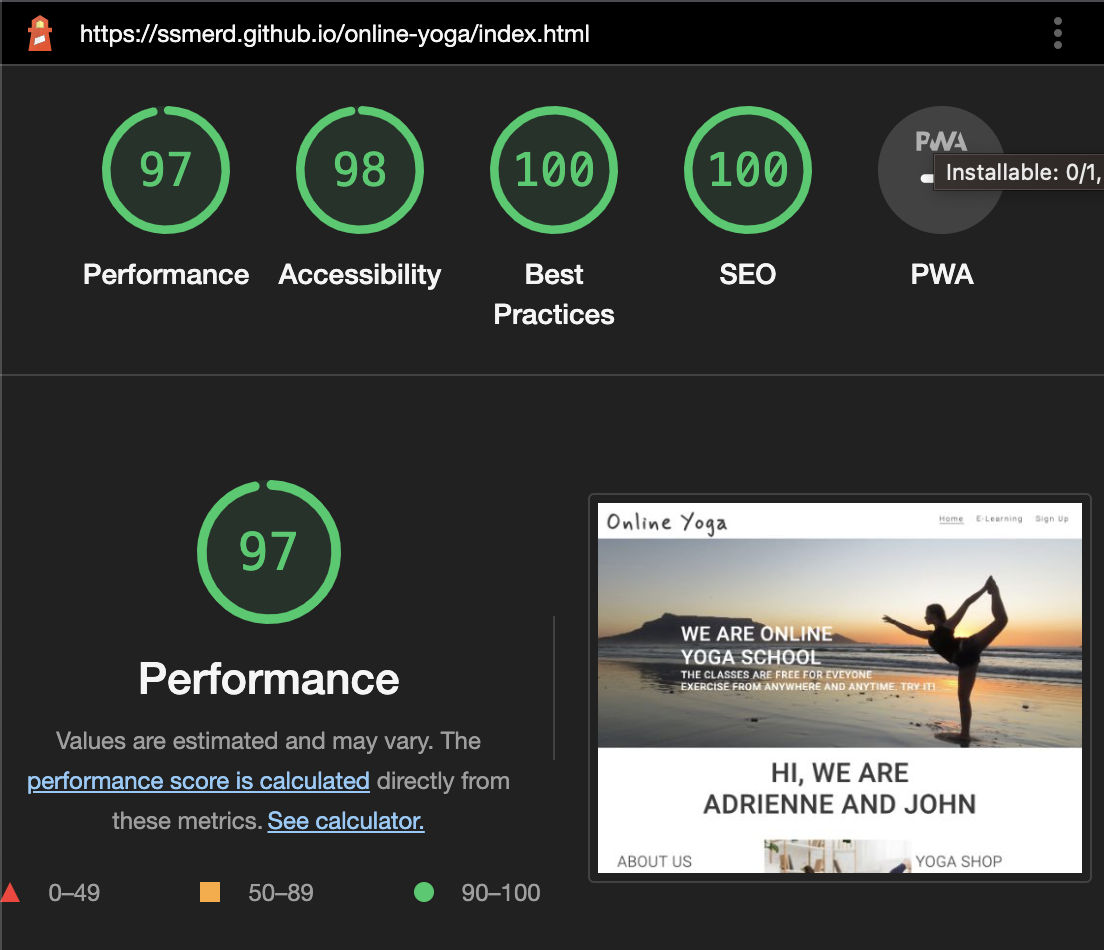 https://ssmerd.github.io/online-yoga/index.html
97
98
100
100
PWA
Installable: 0/1,
Performance
Accessibility
Best
Practices
SEO
PWA
97
Performance
Values are estimated and may vary. The
performance score is calculated directly from
these metrics. See calculator.
0–49
50–89
90–100
Online Yoga
Home E-Learning Sign Up
WE ARE ONLINE
YOGA SCHOOL
THE CLASSES ARE FREE FOR EVEYONE
EXERCISE FROM ANYWHERE AND ANYTIME. TRY IT!
HI, WE ARE
ADRIENNE AND JOHN
ABOUT US
YOGA SHOP